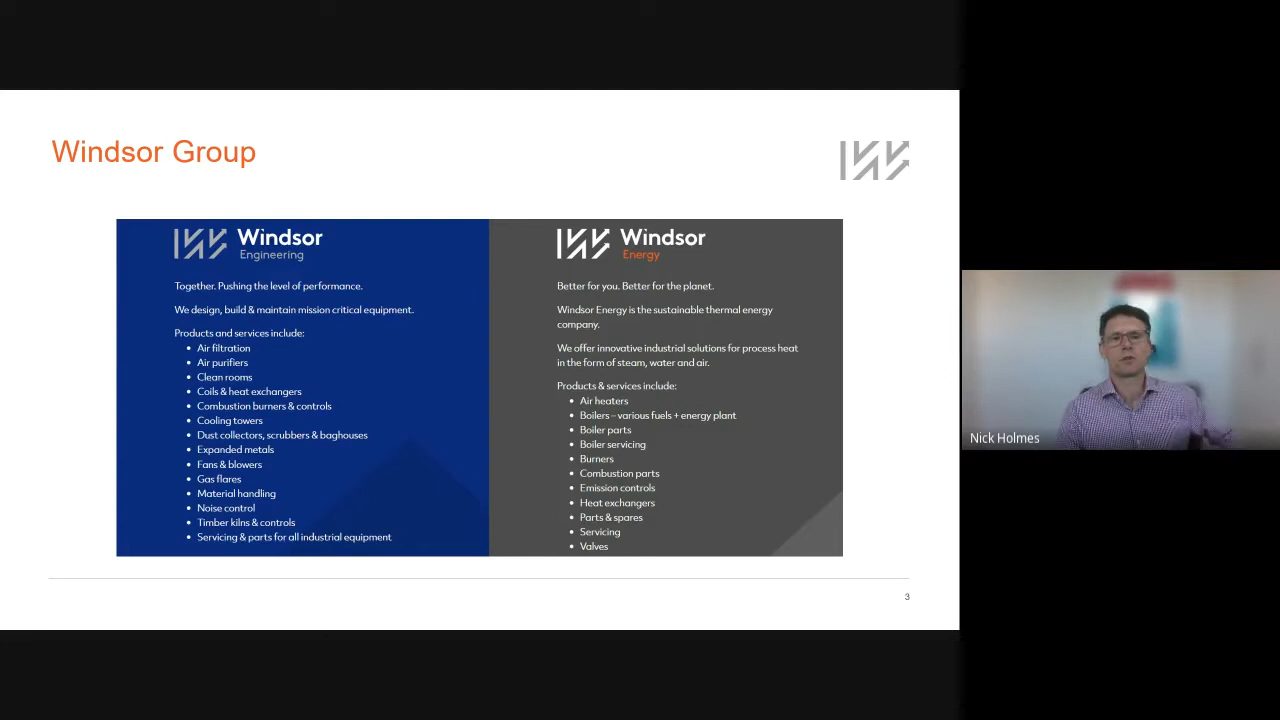 Windsor Group
Windsor
Engineering
Together. Pushing the level of performance.
We design, build & maintain mission critical equipment.
Products and services include:
• Air filtration
• Air purifiers
• Clean rooms
• Coils & heat exchangers
• Combustion burners & controls
• Cooling towers
• Dust collectors, scrubbers & baghouses
• Expanded metals
• Fans & blowers
• Gas flares
• Material handling
• Noise control
• Timber kilns & controls
• Servicing & parts for all industrial equipment
Windsor
Energy
Better for you. Better for the planet.
Windsor Energy is the sustainable thermal energy
company.
We offer innovative industrial solutions for process heat
in the form of steam, water and air.
Products & services include:
• Air heaters
• Boilers – various fuels + energy plant
• Boiler parts
• Boiler servicing
• Burners
• Combustion parts
• Emission controls
• Heat exchangers
• Parts & spares
• Servicing
• Valves
3
Nick Holmes